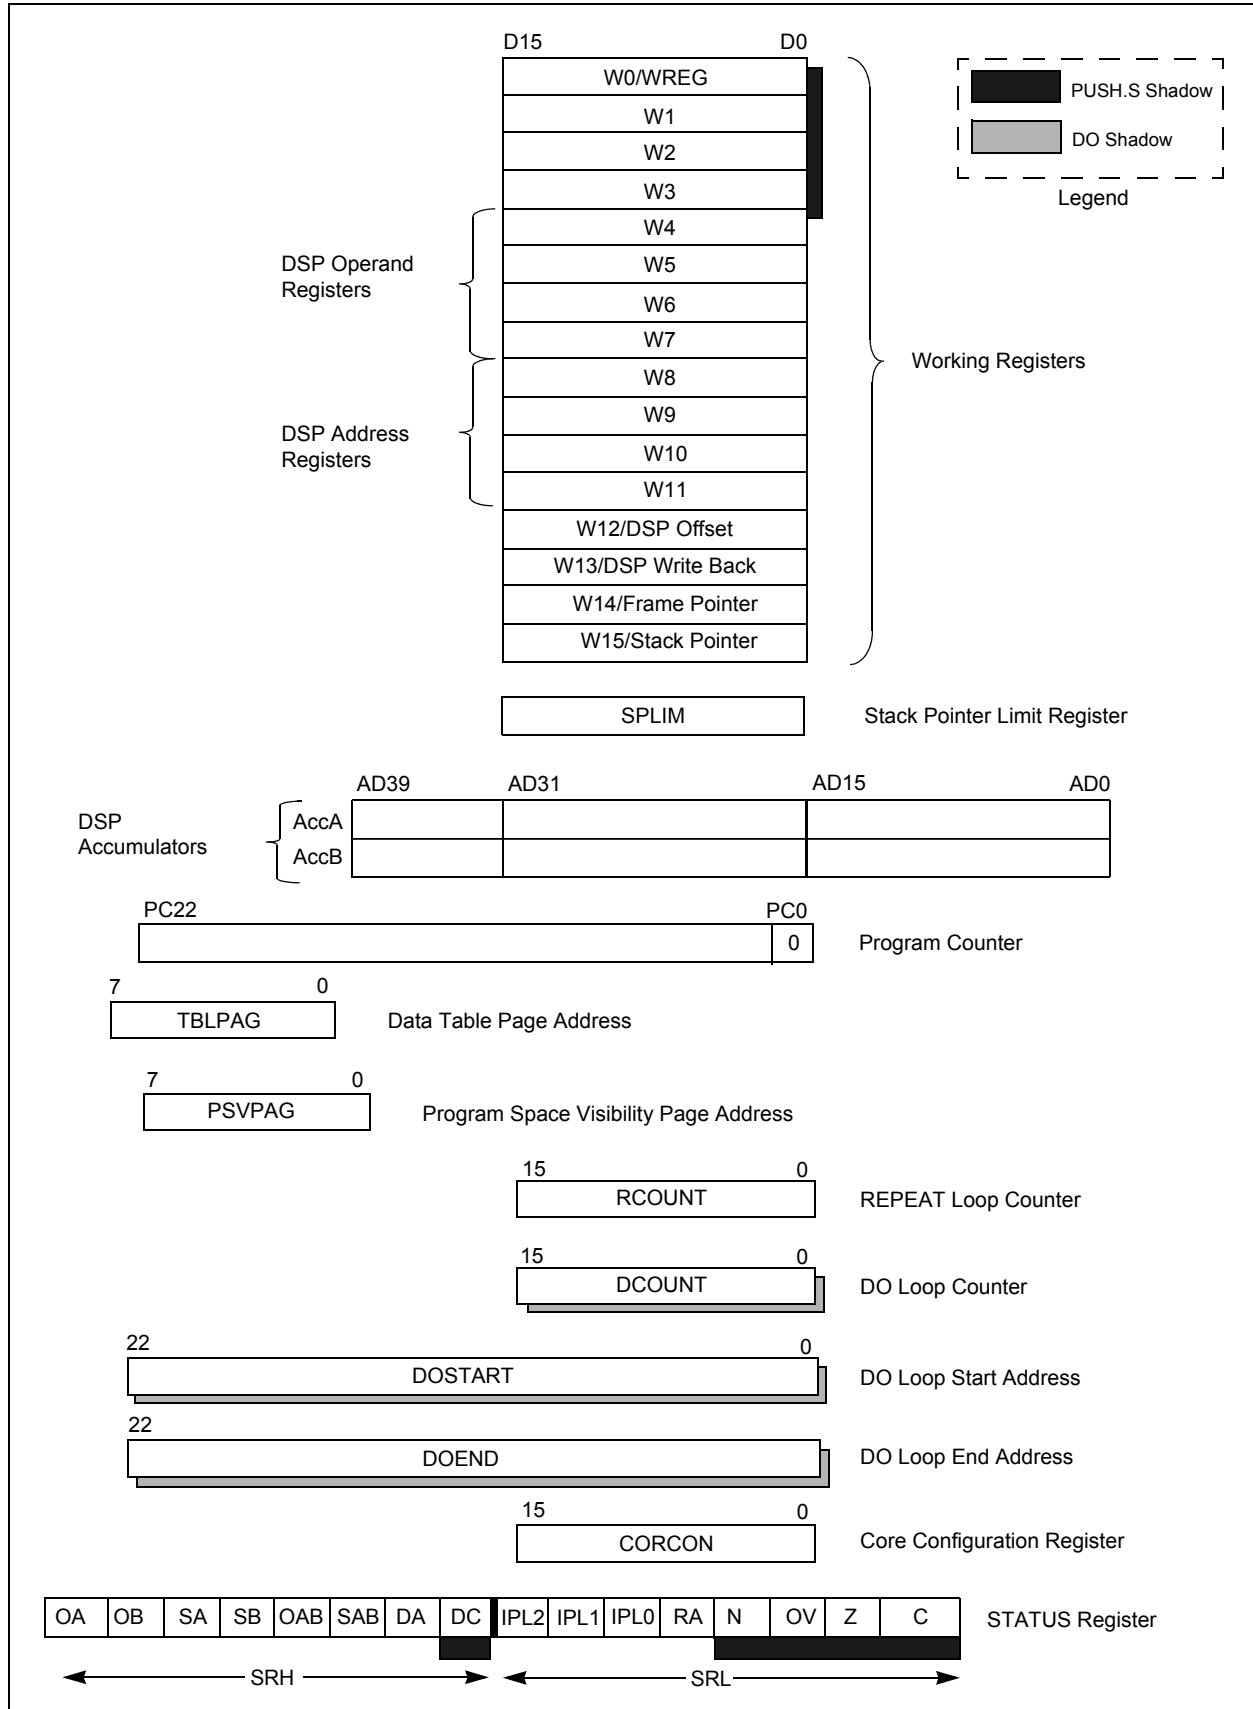 D15 D0
W0/WREG
PUSH.S Shadow
W1
DO Shadow
W2
W3
Legend
W4
DSP Operand
Registers
W5
W6
W7
Working Registers
W8
W9
DSP Address
Registers
W10
W11
W12/DSP Offset
W13/DSP Write Back
W14/Frame Pointer
W15/Stack Pointer
SPLIM Stack Pointer Limit Register
AD39 AD31 AD15 AD0
DSP
Accumulators
AccA
AccB
PC22 PC0
0 Program Counter
7 0
TBLPAG Data Table Page Address
7 0
PSVPAG Program Space Visibility Page Address
15 0
RCOUNT REPEAT Loop Counter
15 0
DCOUNT DO Loop Counter
22 0
DOSTART DO Loop Start Address
22
DOEND DO Loop End Address
15 0
CORCON Core Configuration Register
OA OB SA SB OAB SAB DA DC IPL2 IPL1 IPL0 RA N OV Z C STATUS Register
SRH SRL